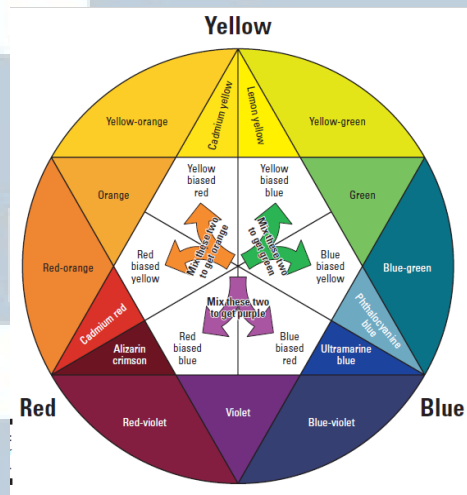 Yellow
Cadmium yellow
Lemon yellow
Yellow-orange
Yellow-green
Orange
Yellow
biased
red
Yellow
biased
blue
Green
Mix these two
to get orange
Mix these two
to get green
Red-orange
Red
biased
yellow
Blue
biased
yellow
Blue-green
Cadmium red
Mix these two
to get purple
Phthalocyanine
blue
Alizarin
crimson
Red
biased
blue
Blue
biased
red
Ultramarine
blue
Red
Blue
Red-violet
Violet
Blue-violet